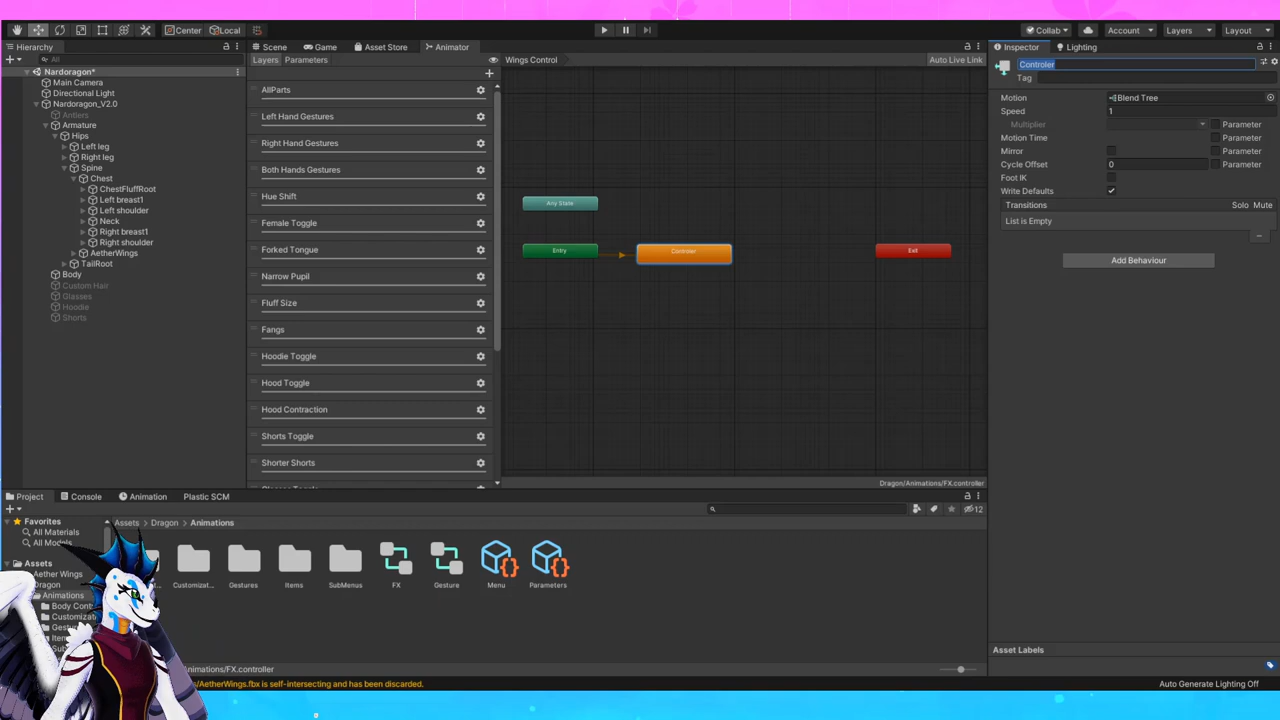 Center
Local
Collab
Account
Layers
Layout
Hierarchy
All
Nardoragon*
Main Camera
Directional Light
Nardoragon_V2.0
Antlers
Armature
Hips
Left leg
Right leg
Spine
Chest
ChestFluffRoot
Left breast1
Left shoulder
Neck
Right breast1
Right shoulder
AetherWings
TailRoot
Body
Custom Hair
Glasses
Hoodie
Shorts
Scene
Game
Asset Store
Animator
Layers
Parameters
Wings Control
Auto Live Link
AllParts
Left Hand Gestures
Right Hand Gestures
Both Hands Gestures
Hue Shift
Female Toggle
Forked Tongue
Narrow Pupil
Fluff Size
Fangs
Hoodie Toggle
Hood Toggle
Hood Contraction
Shorts Toggle
Shorter Shorts
Any State
Entry
Controler
Exit
Dragon/Animations/FX.controller
Inspector
Lighting
Controler
Tag
Motion
Blend Tree
Speed
1
Multiplier
Parameter
Motion Time
Parameter
Mirror
Parameter
Cycle Offset
0
Parameter
Foot IK
Write Defaults
Transitions
Solo
Mute
List is Empty
Add Behaviour
Asset Labels
Project
Console
Animation
Plastic SCM
12
Favorites
All Materials
All Models
Assets
Aether Wings
Dragon
Animations
Body Cont
Customizati
Assets
Dragon
Animations
Customizat...
Gestures
Items
SubMenus
FX
Gesture
Menu
Parameters
nimations/FX.controller
/AetherWings.fbx is self-intersecting and has been discarded.
Auto Generate Lighting Off